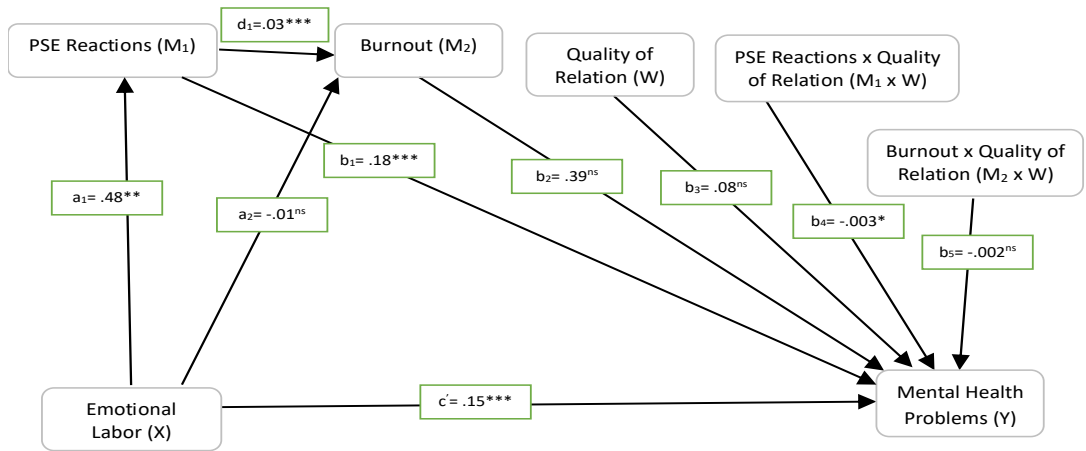 d₁=.03***
PSE Reactions (M₁)
Burnout (M₂)
Quality of
Relation (W)
PSE Reactions x Quality
of Relation (M₁ x W)
Burnout x Quality of
Relation (M₂ x W)
b₁= .18***
b₂= .39ⁿˢ
b₃= .08ⁿˢ
a₁= .48**
a₂= -.01ⁿˢ
b₄= -.003*
b₅= -.002ⁿˢ
Emotional
Labor (X)
c′= .15***
Mental Health
Problems (Y)